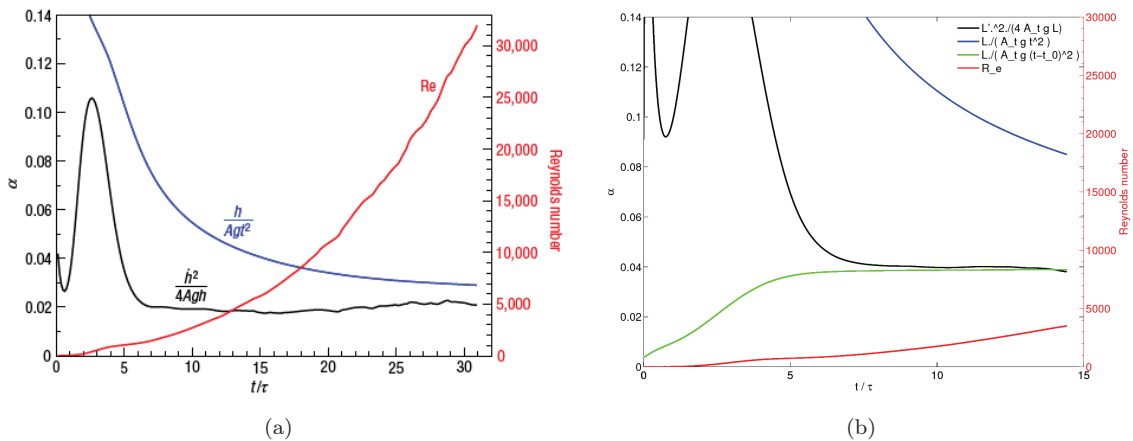 0.14
0.12
0.10
0.08
0.06
0.04
0.02
0
α
0
5
10
15
20
25
30
t/τ
30,000
25,000
20,000
15,000
10,000
5,000
0
Reynolds number
Re
h
Agt²
ḣ²
4Agh
(a)
0.14
0.12
0.1
0.08
0.06
0.04
0.02
0
α
0
5
10
15
t / τ
30000
25000
20000
15000
10000
5000
0
Reynolds number
L'.^2./(4 A_t g L)
L./( A_t g t^2 )
L./( A_t g (t−t_0)^2 )
R_e
(b)